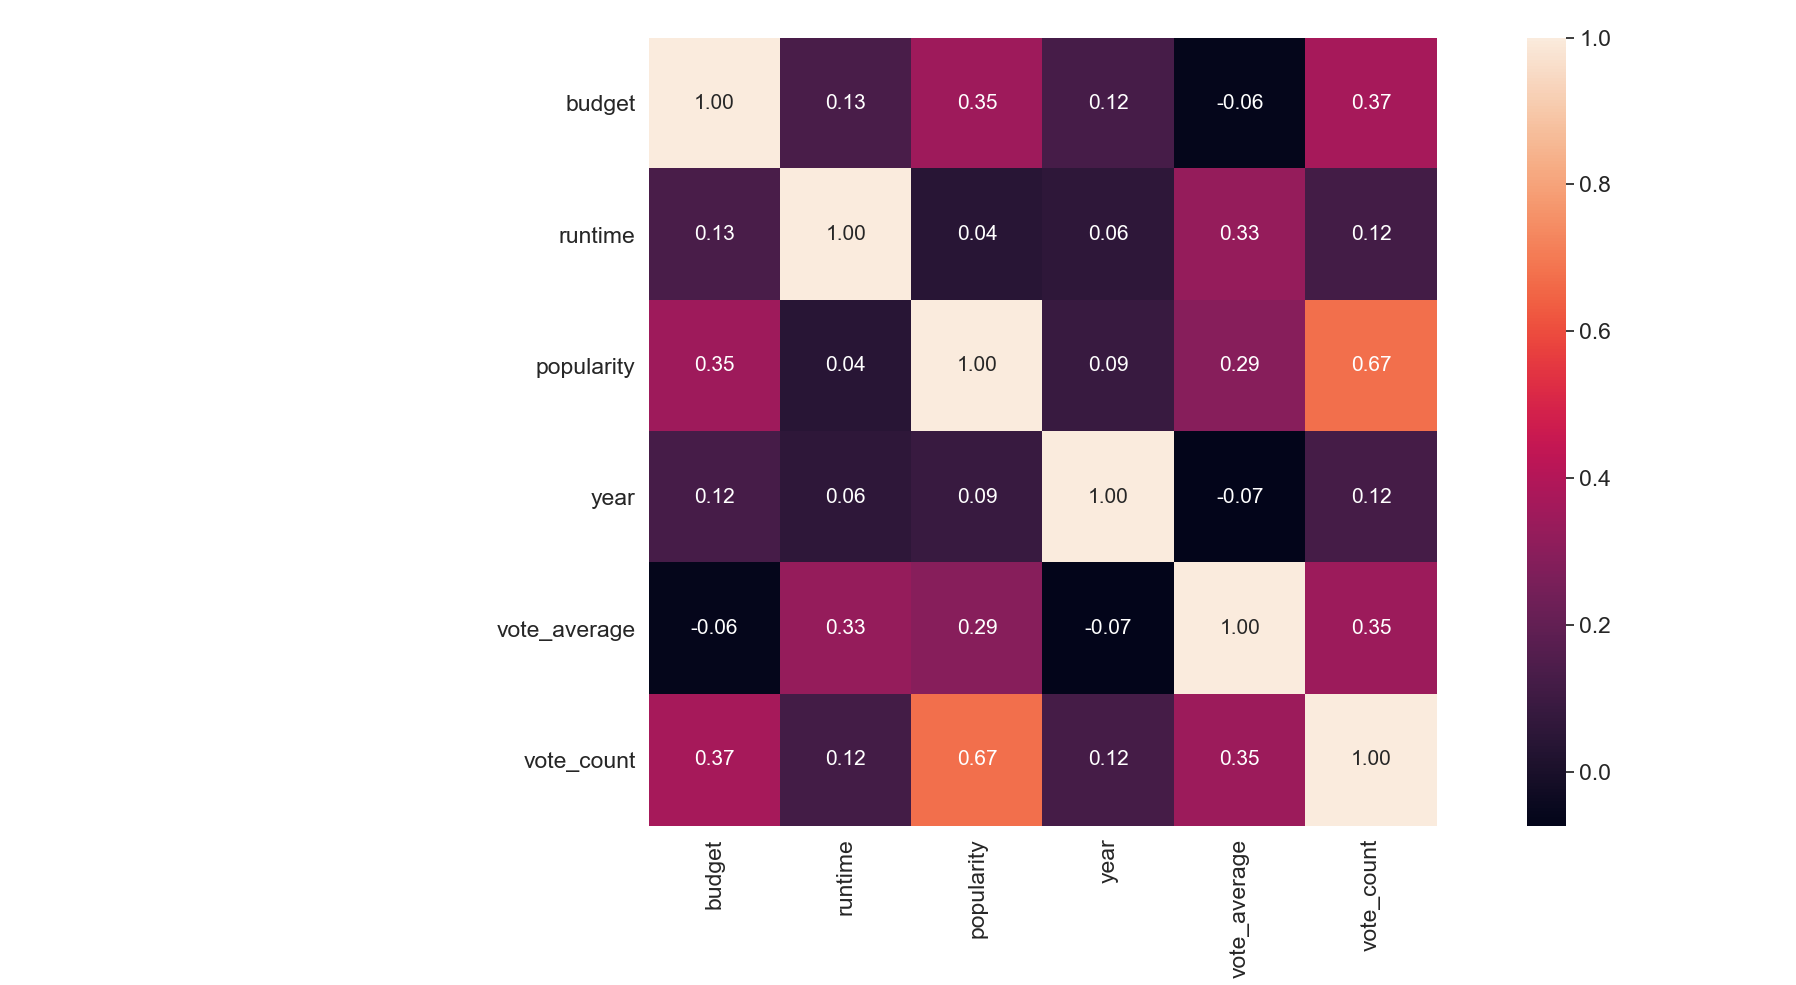 budget 1.00 0.13 0.35 0.12 -0.06 0.37
runtime 0.13 1.00 0.04 0.06 0.33 0.12
popularity 0.35 0.04 1.00 0.09 0.29 0.67
year 0.12 0.06 0.09 1.00 -0.07 0.12
vote_average -0.06 0.33 0.29 -0.07 1.00 0.35
vote_count 0.37 0.12 0.67 0.12 0.35 1.00
budget runtime popularity year vote_average vote_count
1.0
0.8
0.6
0.4
0.2
0.0